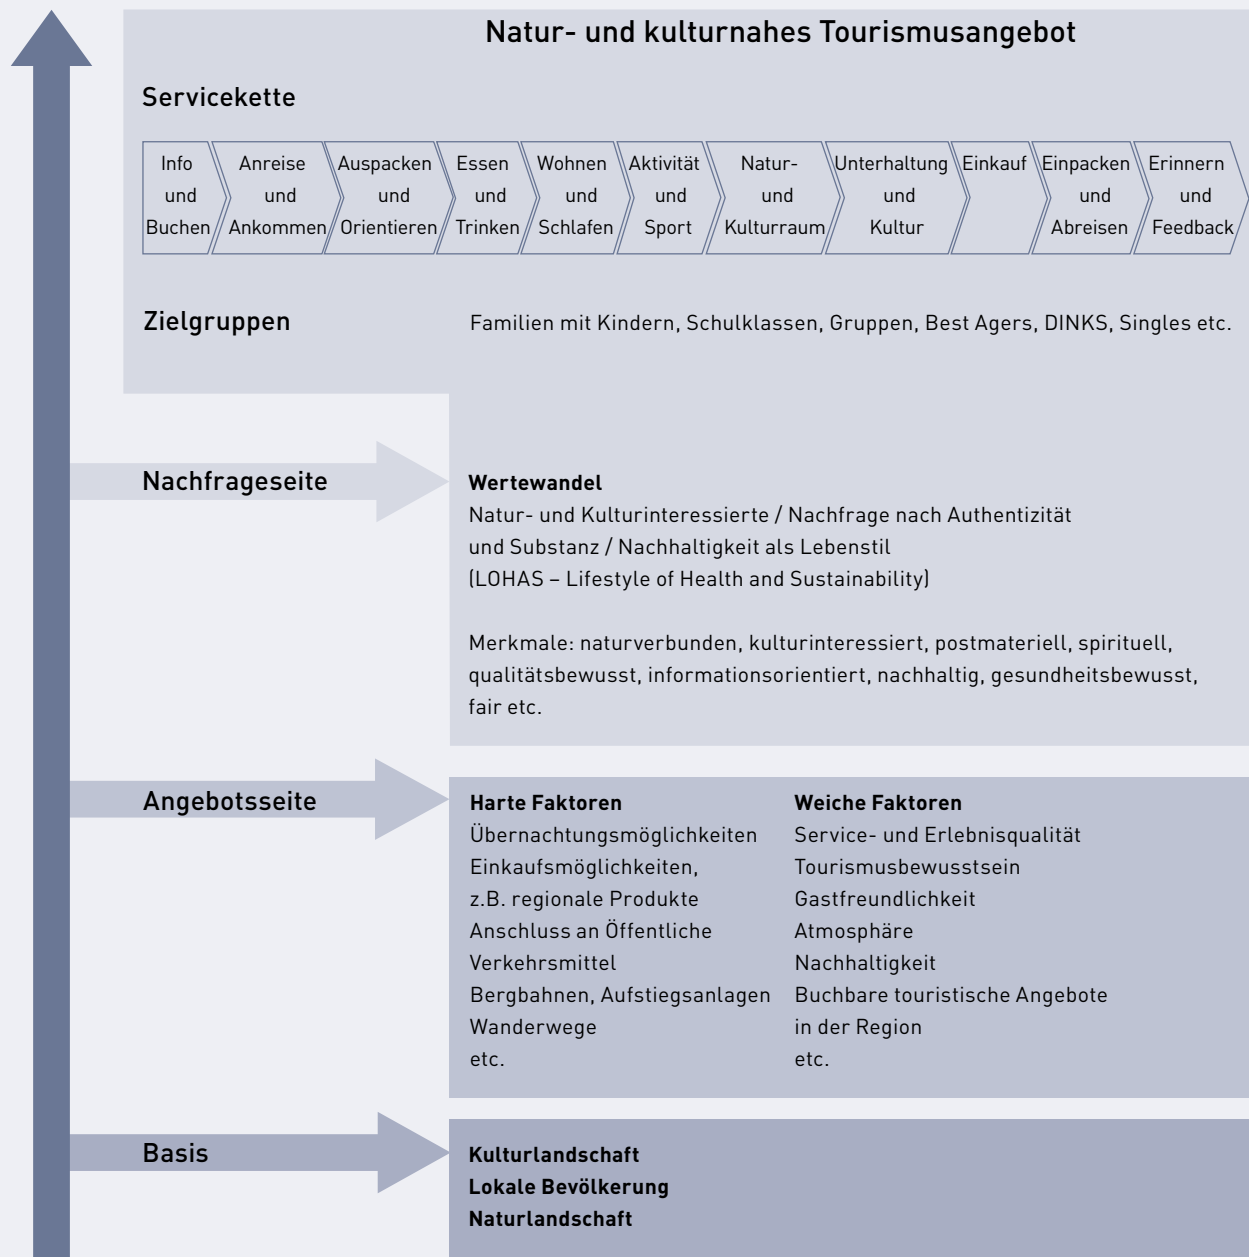 Natur- und kulturnahes Tourismusangebot
Servicekette
Info
und
Buchen
Anreise
und
Ankommen
Auspacken
und
Orientieren
Essen
und
Trinken
Wohnen
und
Schlafen
Aktivität
und
Sport
Natur-
und
Kulturraum
Unterhaltung
und
Kultur
Einkauf
Einpacken
und
Abreisen
Erinnern
und
Feedback
Zielgruppen
Familien mit Kindern, Schulklassen, Gruppen, Best Agers, DINKS, Singles etc.
Nachfrageseite
Wertewandel
Natur- und Kulturinteressierte / Nachfrage nach Authentizität
und Substanz / Nachhaltigkeit als Lebenstil
(LOHAS – Lifestyle of Health and Sustainability)
Merkmale: naturverbunden, kulturinteressiert, postmateriell, spirituell,
qualitätsbewusst, informationsorientiert, nachhaltig, gesundheitsbewusst,
fair etc.
Angebotsseite
Harte Faktoren
Übernachtungsmöglichkeiten
Einkaufsmöglichkeiten,
z.B. regionale Produkte
Anschluss an Öffentliche
Verkehrsmittel
Bergbahnen, Aufstiegsanlagen
Wanderwege
etc.
Weiche Faktoren
Service- und Erlebnisqualität
Tourismusbewusstsein
Gastfreundlichkeit
Atmosphäre
Nachhaltigkeit
Buchbare touristische Angebote
in der Region
etc.
Basis
Kulturlandschaft
Lokale Bevölkerung
Naturlandschaft